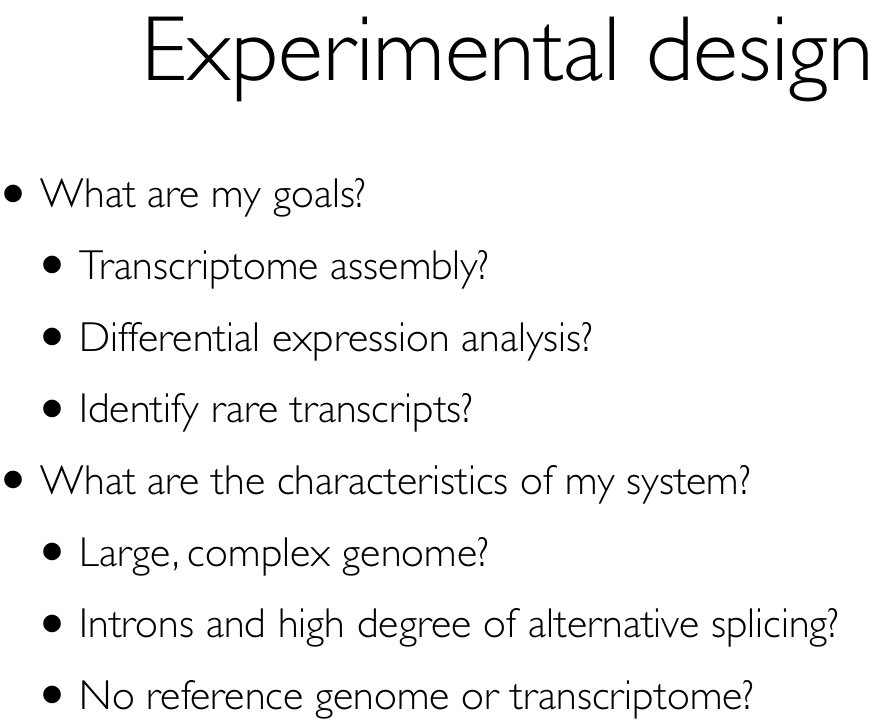 Experimental design
• What are my goals?
• Transcriptome assembly?
• Differential expression analysis?
• Identify rare transcripts?
• What are the characteristics of my system?
• Large, complex genome?
• Introns and high degree of alternative splicing?
• No reference genome or transcriptome?